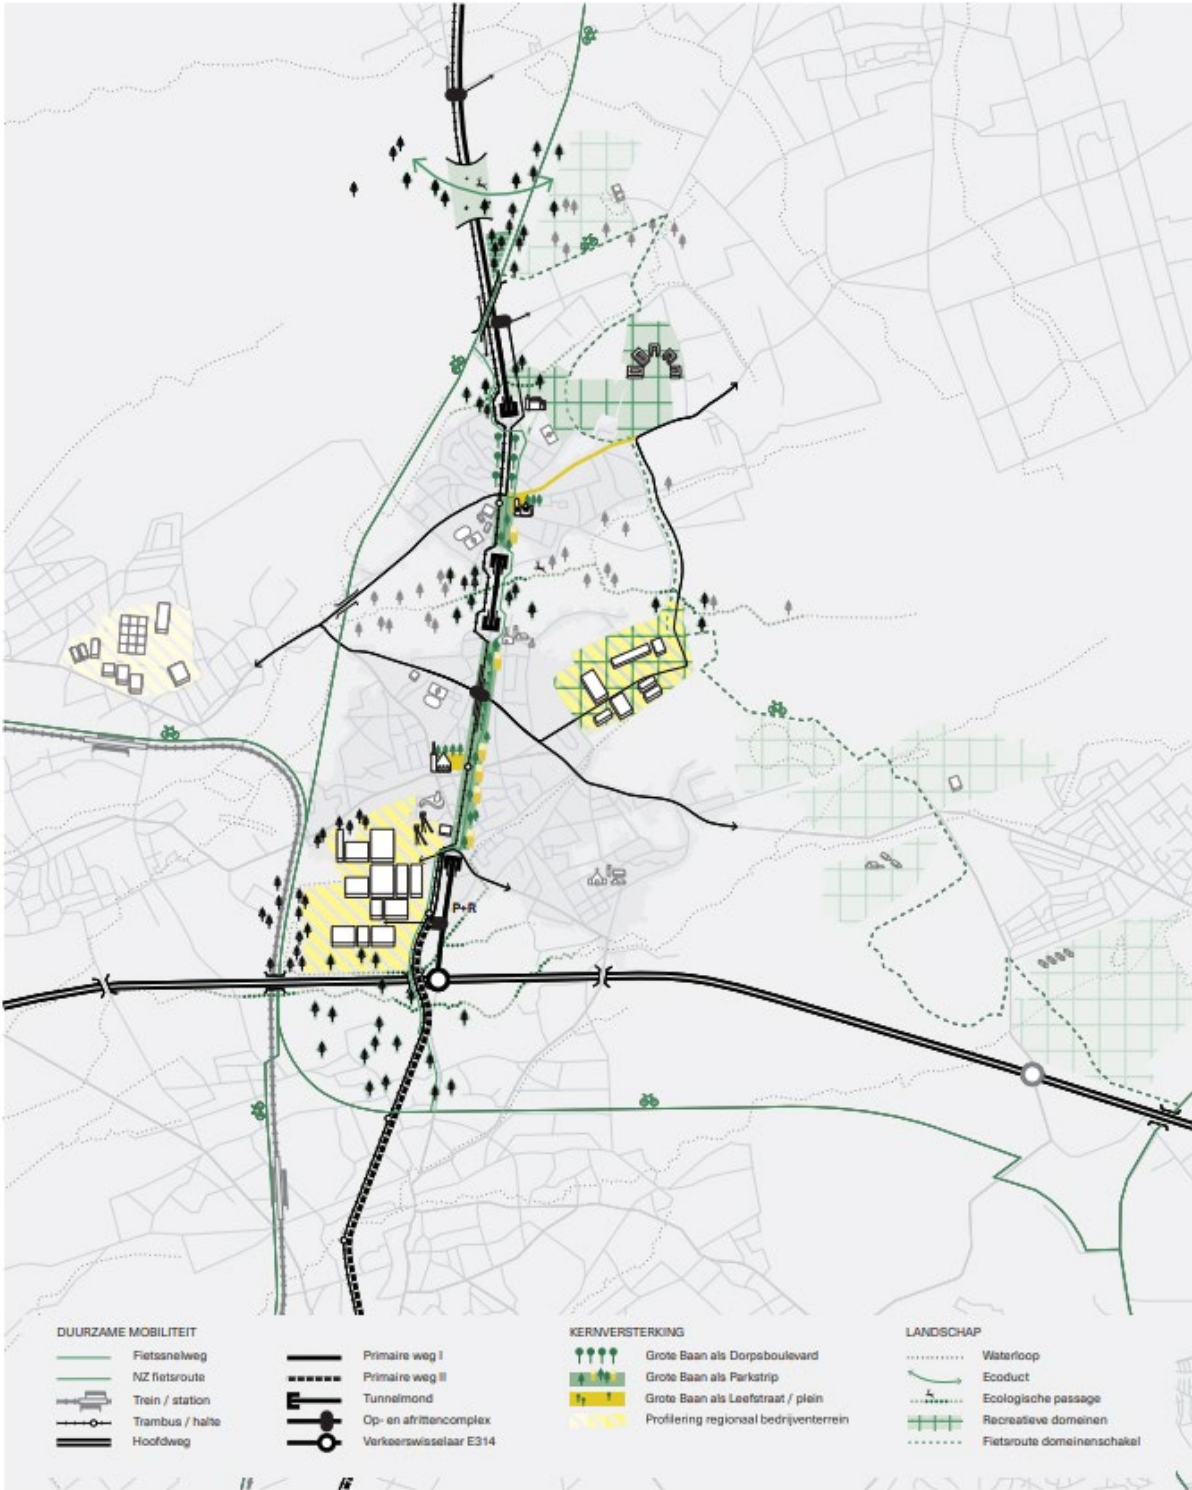 P+R
DUURZAME MOBILITEIT
Fietssnelweg
NZ fietsroute
Trein / station
Trambus / halte
Hoofdweg
Primaire weg I
Primaire weg II
Tunnelmond
Op- en afrittencomplex
Verkeerswisselaar E314
KERNVERSTERKING
Grote Baan als Dorpsboulevard
Grote Baan als Parkstrip
Grote Baan als Leefstraat / plein
Profilering regionaal bedrijventerrein
LANDSCHAP
Waterloop
Ecoduct
Ecologische passage
Recreatieve domeinen
Fietsroute domeinenschakel